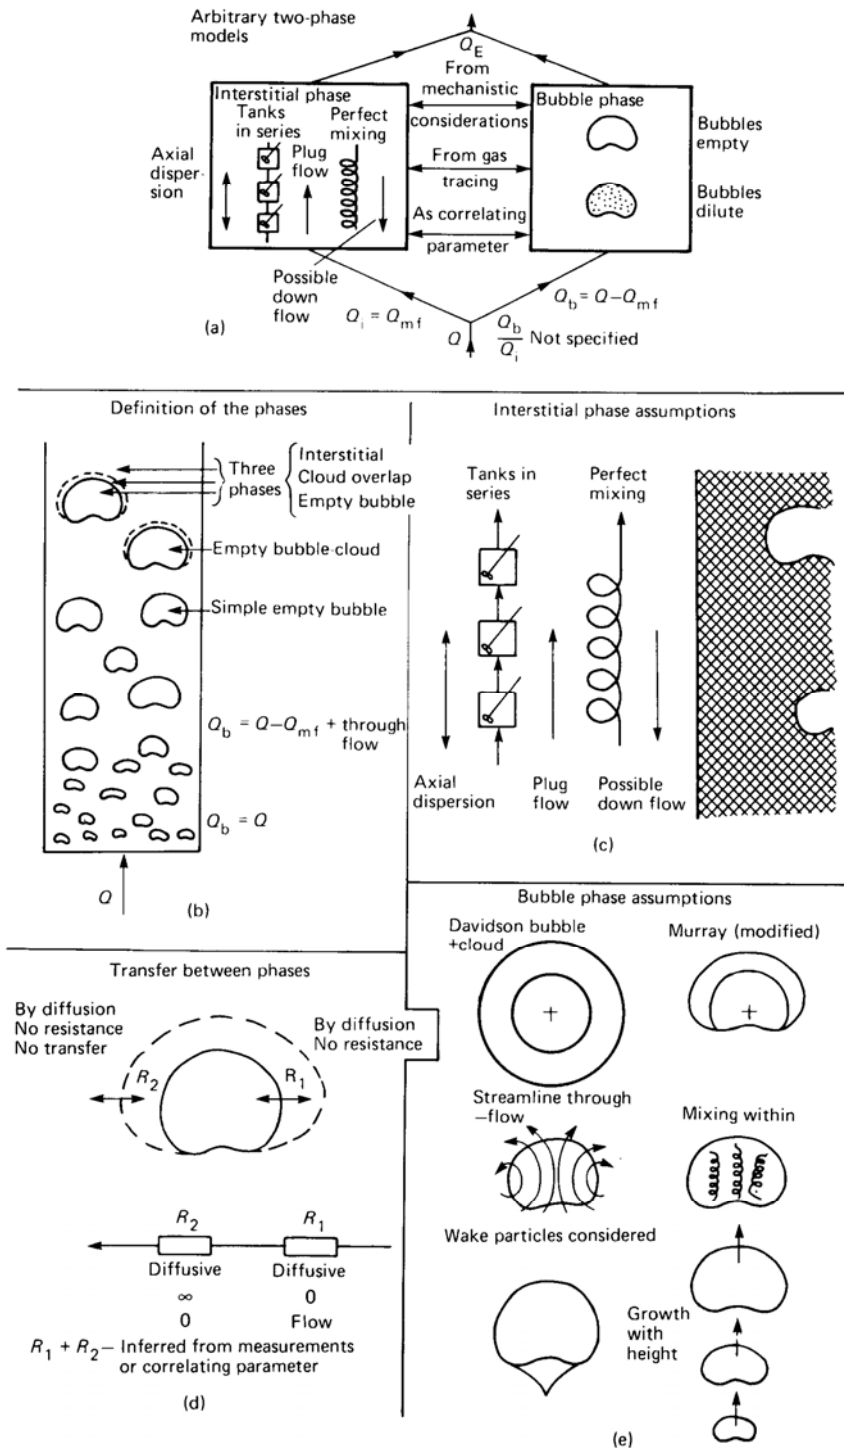 Arbitrary two-phase
models
Q_E
From
mechanistic
considerations
Interstitial phase
Tanks
in series
Perfect
mixing
Plug
flow
Axial
disper-
sion
From gas
tracing
As correlating
parameter
Bubble phase
Bubbles
empty
Bubbles
dilute
Possible
down
flow
Q_i = Q_mf
Q_b = Q−Q_mf
Q
Q_b
Q_i
Not specified
(a)
Definition of the phases
Three
phases
Interstitial
Cloud overlap
Empty bubble
Empty bubble-cloud
Simple empty bubble
Q_b = Q−Q_mf + through
flow
Q_b = Q
Q
(b)
Interstitial phase assumptions
Tanks in
series
Perfect
mixing
Axial
dispersion
Plug
flow
Possible
down flow
(c)
Transfer between phases
By diffusion
No resistance
No transfer
By diffusion
No resistance
R_2
R_1
R_2
R_1
Diffusive
Diffusive
∞
0
0
Flow
R_1 + R_2 − Inferred from measurements
or correlating parameter
(d)
Bubble phase assumptions
Davidson bubble
+cloud
Murray (modified)
Streamline through
−flow
Mixing within
Wake particles considered
Growth
with
height
(e)